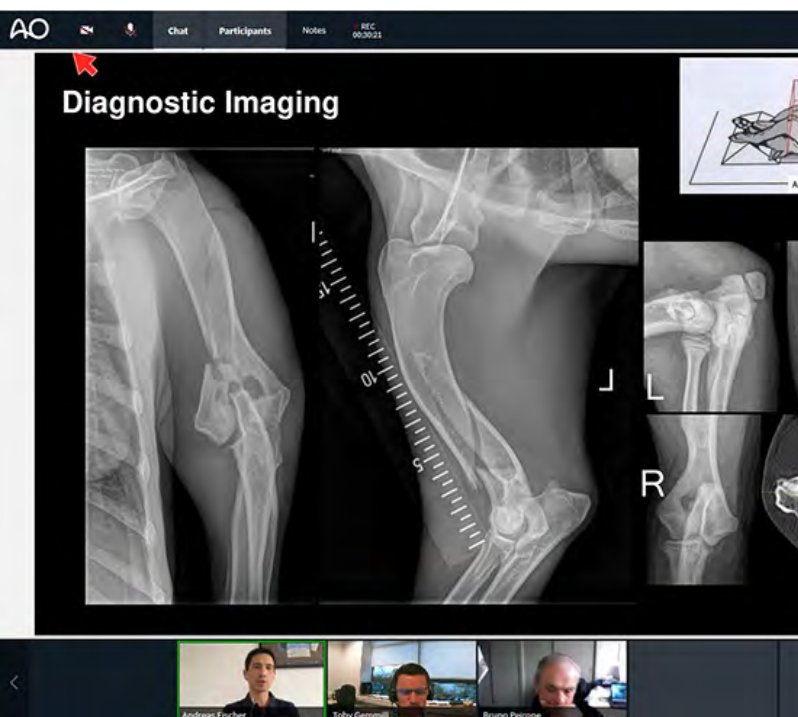 AO
Chat
Participants
Notes
REC
00:30:21
Diagnostic Imaging
A
15
10
5
L
L
R
Andreas Fischer
Toby Gemmill
Bruno Peirone